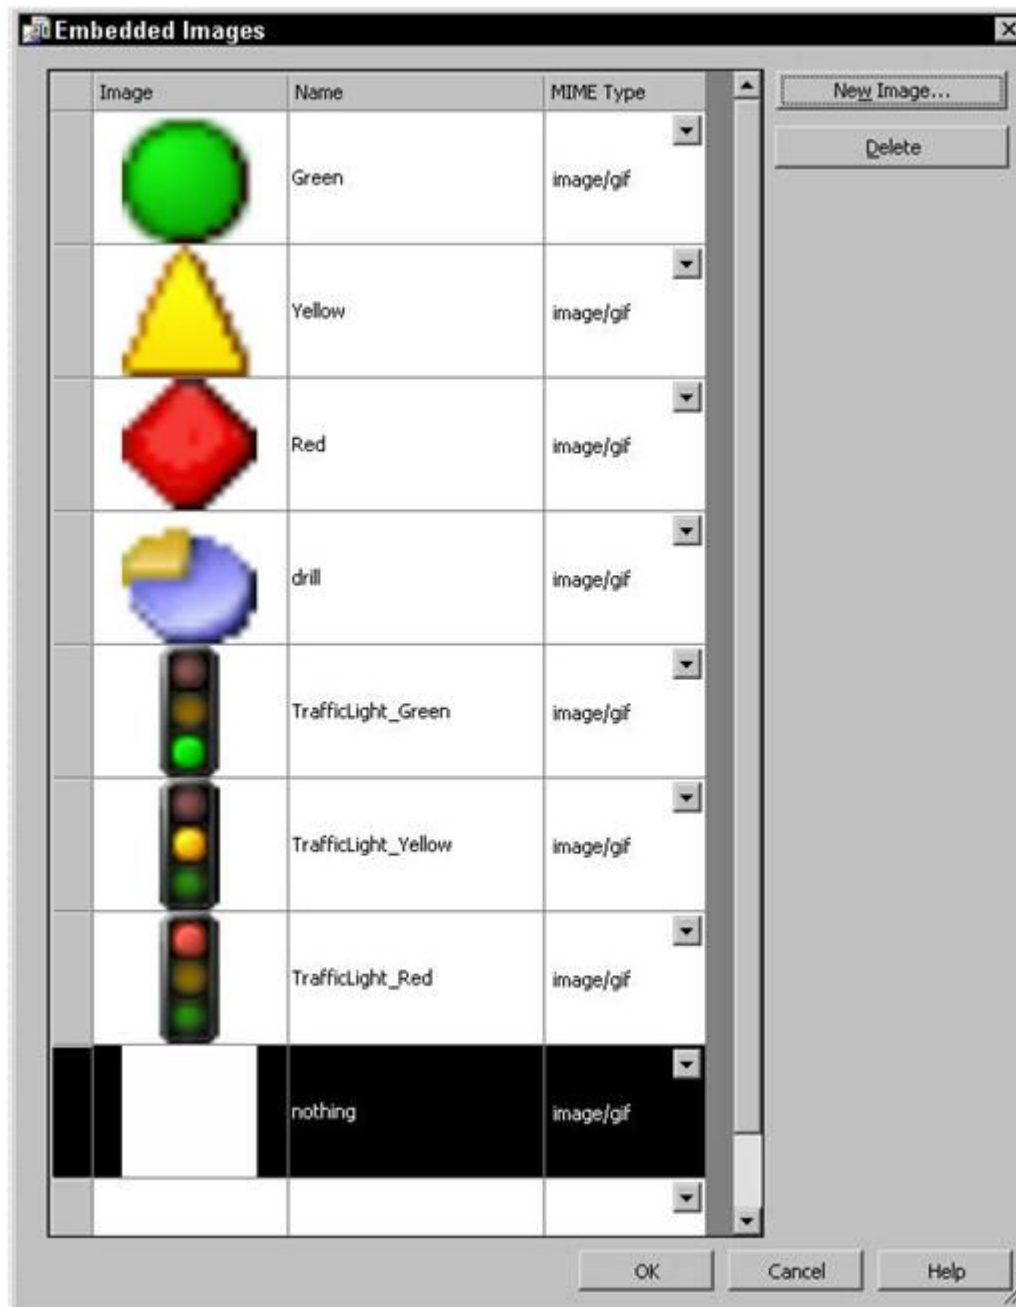 Embedded Images
Image Name MIME Type
New Image...
Delete
Green image/gif
Yellow image/gif
Red image/gif
drill image/gif
TrafficLight_Green image/gif
TrafficLight_Yellow image/gif
TrafficLight_Red image/gif
nothing image/gif
OK Cancel Help